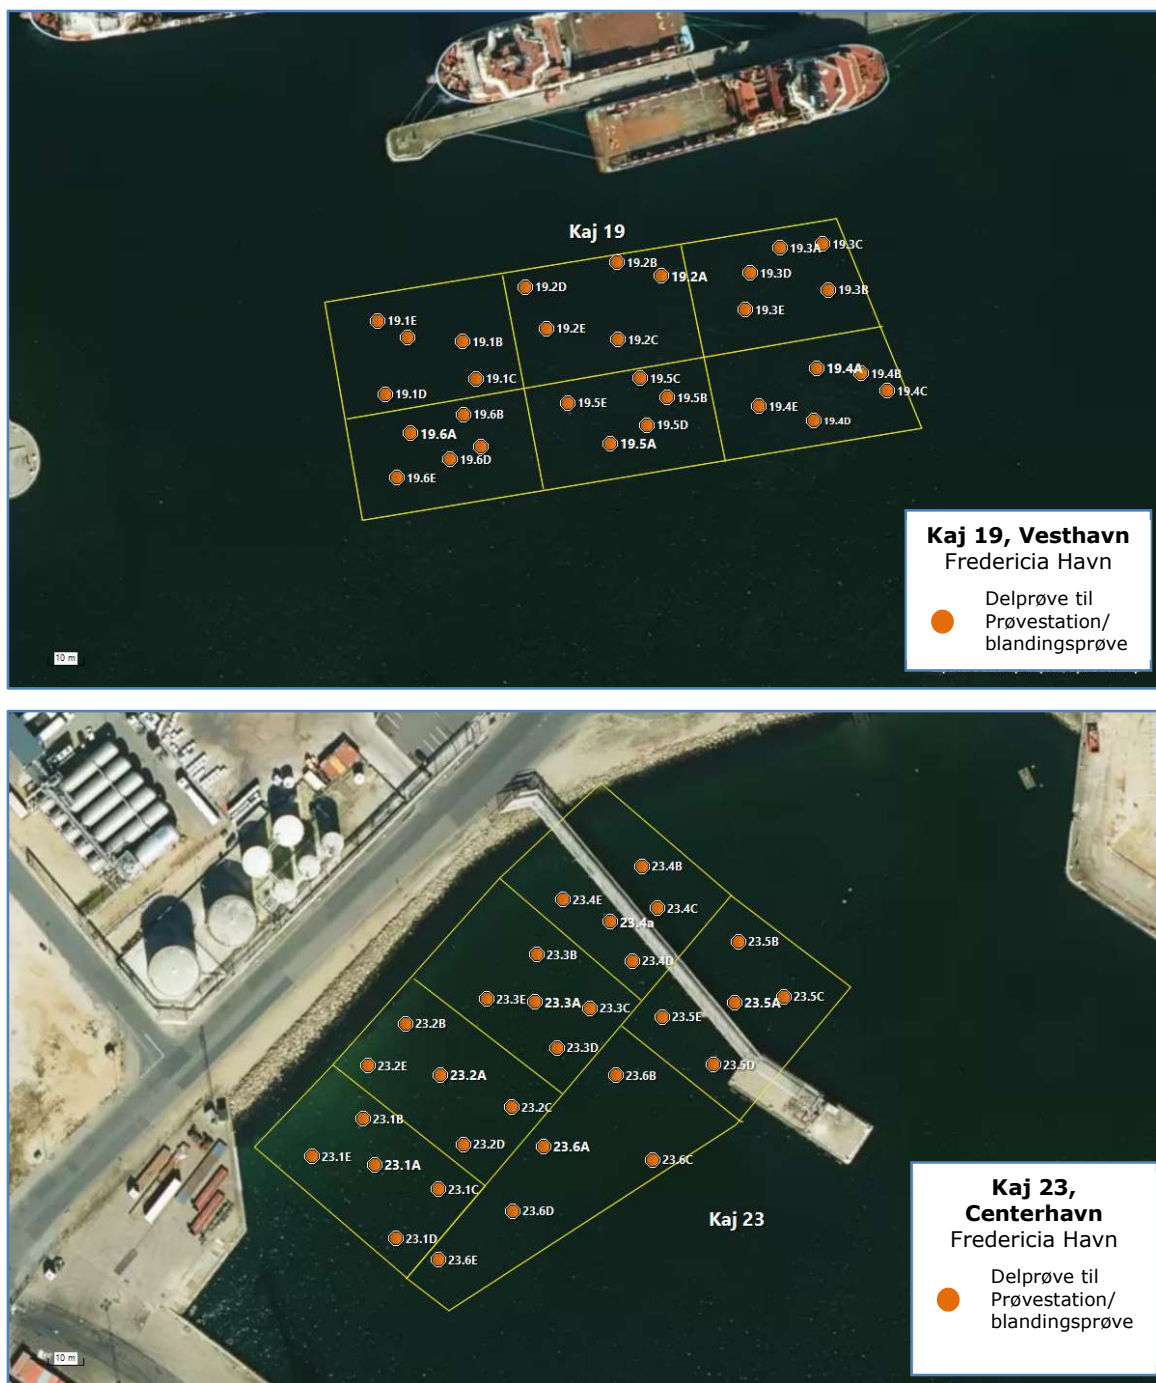 Kaj 19
19.3A
19.3C
19.2B
19.2A
19.3D
19.2D
19.3B
19.3E
19.1E
19.2E
19.1B
19.2C
19.4A
19.4B
19.1C
19.5C
19.4C
19.1D
19.5E
19.5B
19.4E
19.6B
19.4D
19.6A
19.5D
19.5A
19.6D
19.6E
Kaj 19, Vesthavn
Fredericia Havn
Delprøve til
Prøvestation/
blandingsprøve
10 m
23.4B
23.4E
23.4C
23.4a
23.5B
23.3B
23.4D
23.3E
23.3A
23.3C
23.5A
23.5C
23.5E
23.2B
23.3D
23.2E
23.2A
23.6B
23.5D
23.2C
23.1B
23.2D
23.6A
23.1E
23.1A
23.6C
23.1C
23.6D
Kaj 23
23.1D
23.6E
Kaj 23,
Centerhavn
Fredericia Havn
Delprøve til
Prøvestation/
blandingsprøve
10 m